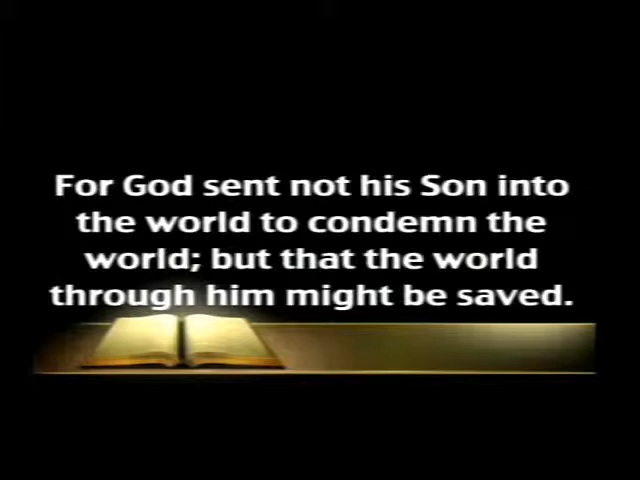 For God sent not his Son into
the world to condemn the
world; but that the world
through him might be saved.